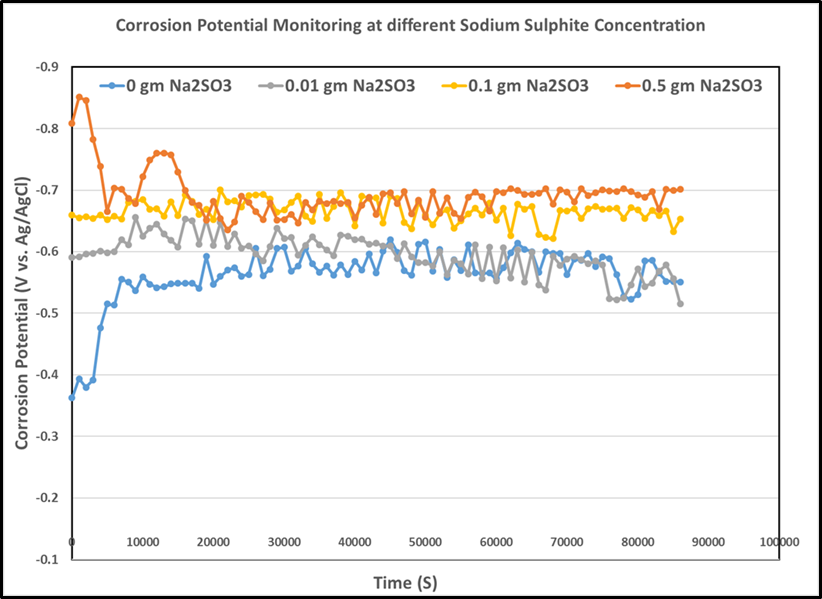 Corrosion Potential Monitoring at different Sodium Sulphite Concentration
-0.9
0 gm Na2SO3 0.01 gm Na2SO3 0.1 gm Na2SO3 0.5 gm Na2SO3
-0.8
-0.7
-0.6
-0.5
-0.4
-0.3
-0.2
-0.1
Corrosion Potential (V vs. Ag/AgCl)
0 10000 20000 30000 40000 50000 60000 70000 80000 90000 100000
Time (S)